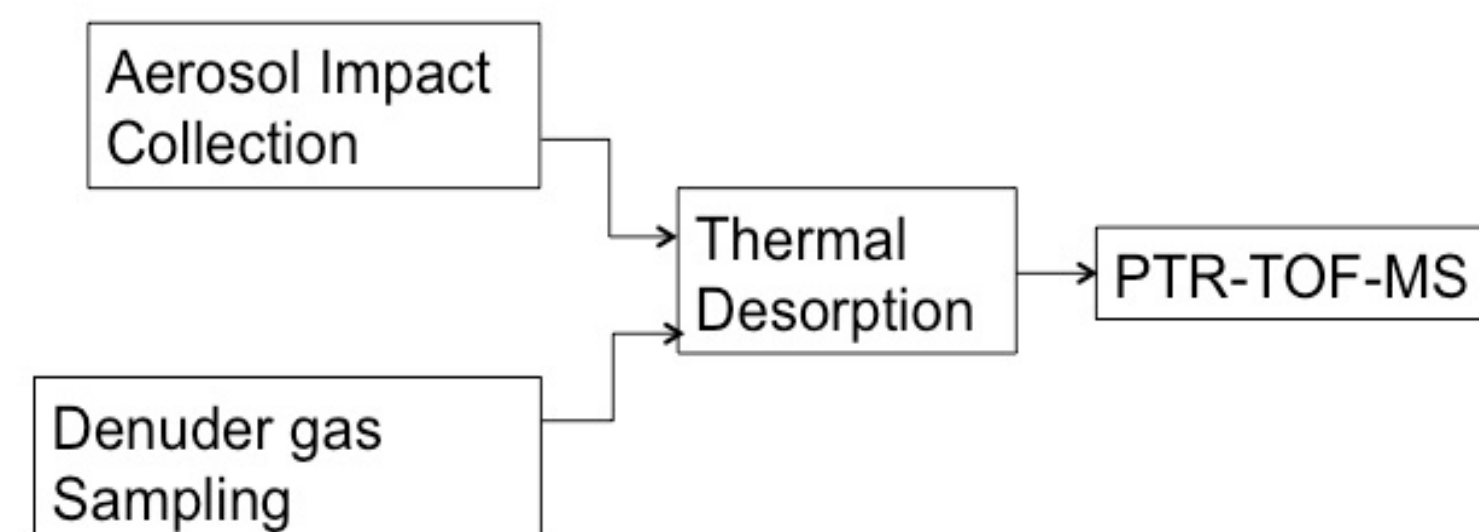 Aerosol Impact
Collection
Thermal
Desorption
PTR-TOF-MS
Denuder gas
Sampling